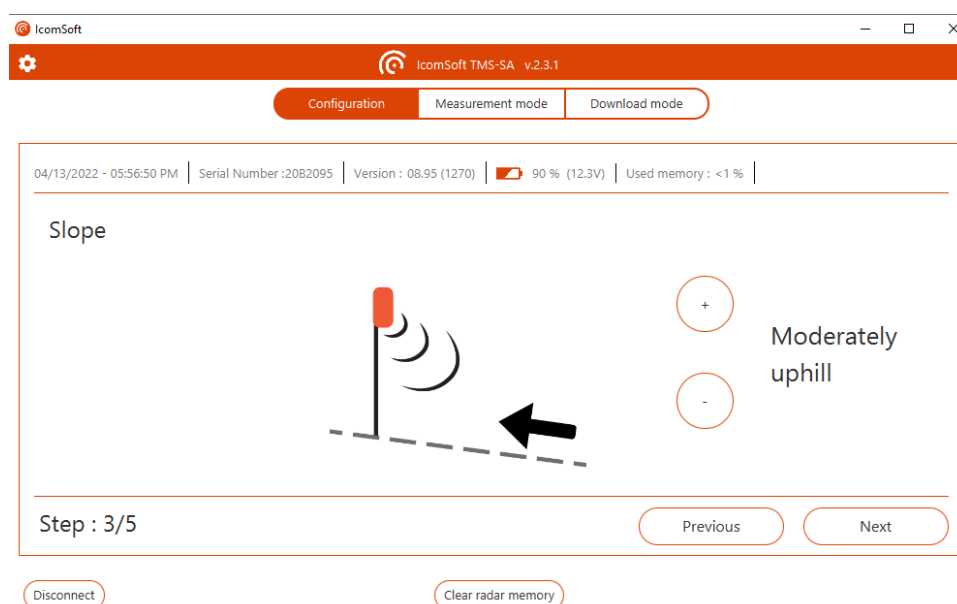 IcomSoft
IcomSoft TMS-SA v.2.3.1
Configuration Measurement mode Download mode
04/13/2022 - 05:56:50 PM Serial Number :20B2095 Version : 08.95 (1270) 90 % (12.3V) Used memory : <1 %
Slope
+
Moderately
uphill
-
Step : 3/5
Previous Next
Disconnect Clear radar memory